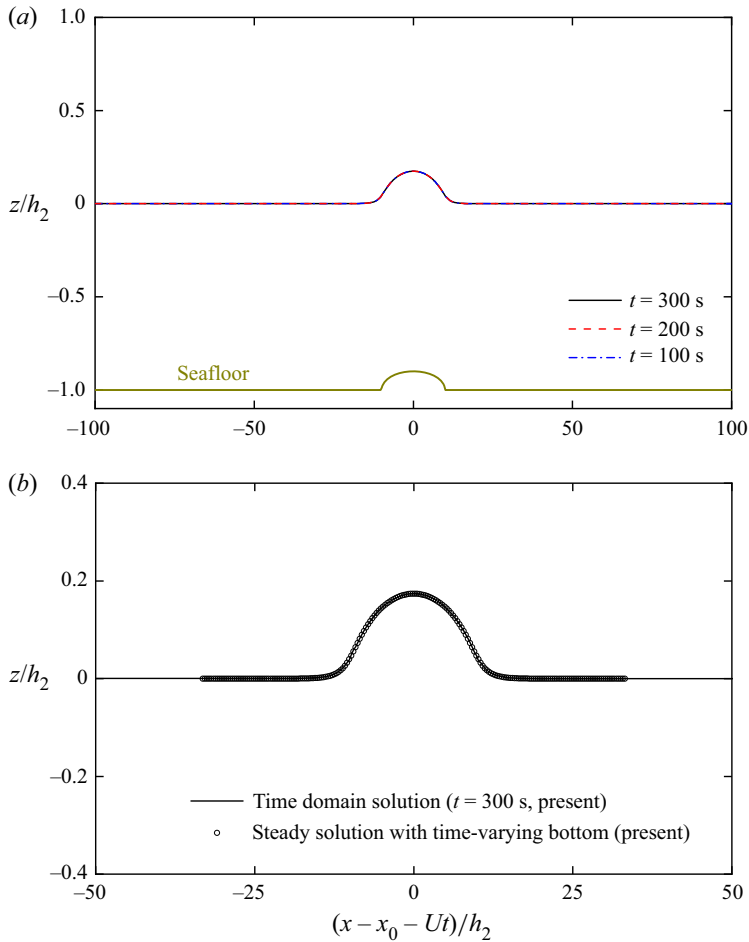 (a)
1.0
0.5
z/h₂
0
–0.5
–1.0
Seafloor
t = 300 s
t = 200 s
t = 100 s
–100
–50
0
50
100
(b)
0.4
0.2
z/h₂
0
–0.2
–0.4
Time domain solution (t = 300 s, present)
Steady solution with time-varying bottom (present)
–50
–25
0
25
50
(x – x₀ – Ut)/h₂